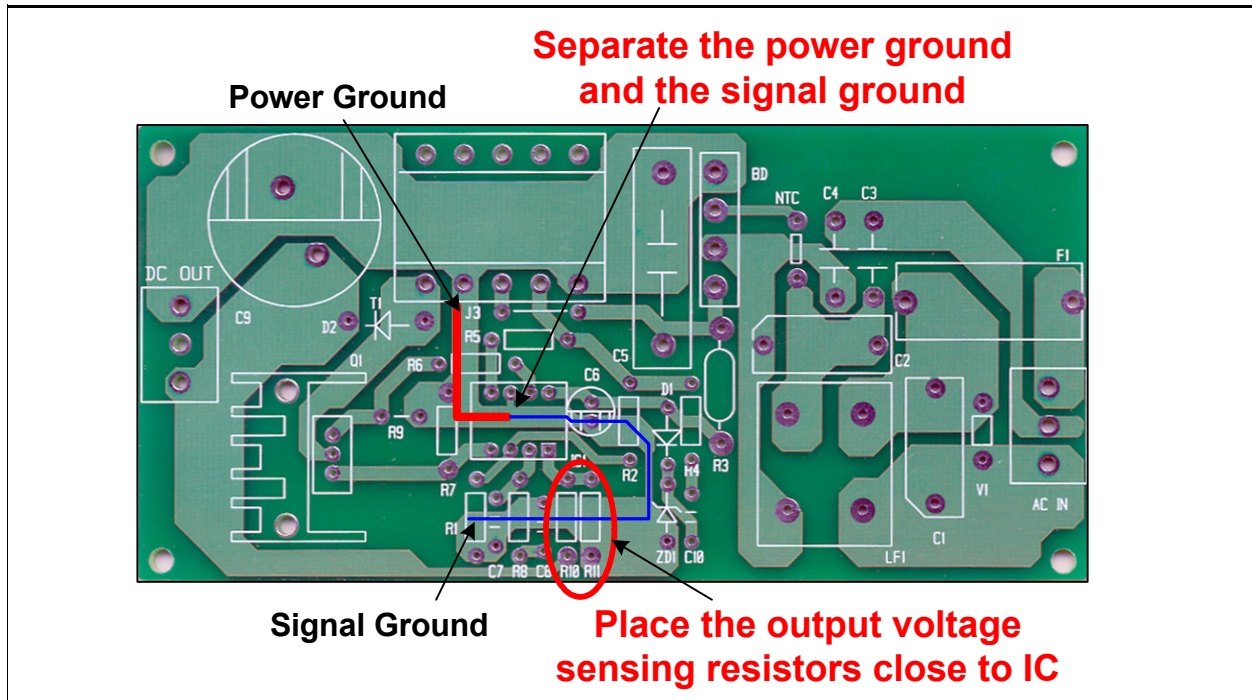 Separate the power ground
and the signal ground
Power Ground
BD
NTC
C4
C3
F1
DC OUT
C9
T1
D2
J3
R5
Q1
R6
C5
C2
C6
D1
R9
R7
R2
R4
R3
V1
AC IN
R1
C7
R8
R10
R11
ZD1
C10
LF1
C1
Signal Ground
Place the output voltage
sensing resistors close to IC